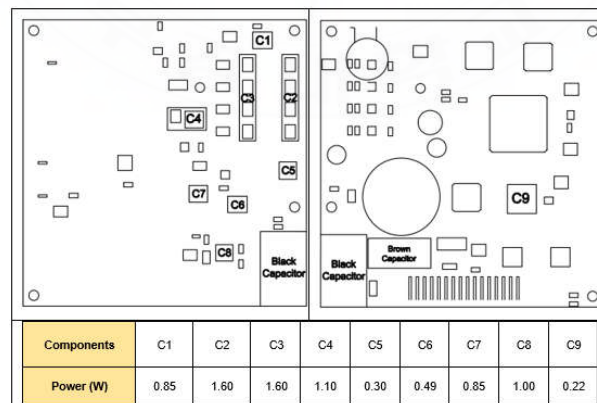 C1
C3 C2
C4
C5
C7
C6
C8
Black
Capacitor
C9
Black
Capacitor
Brown
Capacitor
Components C1 C2 C3 C4 C5 C6 C7 C8 C9
Power (W) 0.85 1.60 1.60 1.10 0.30 0.49 0.85 1.00 0.22